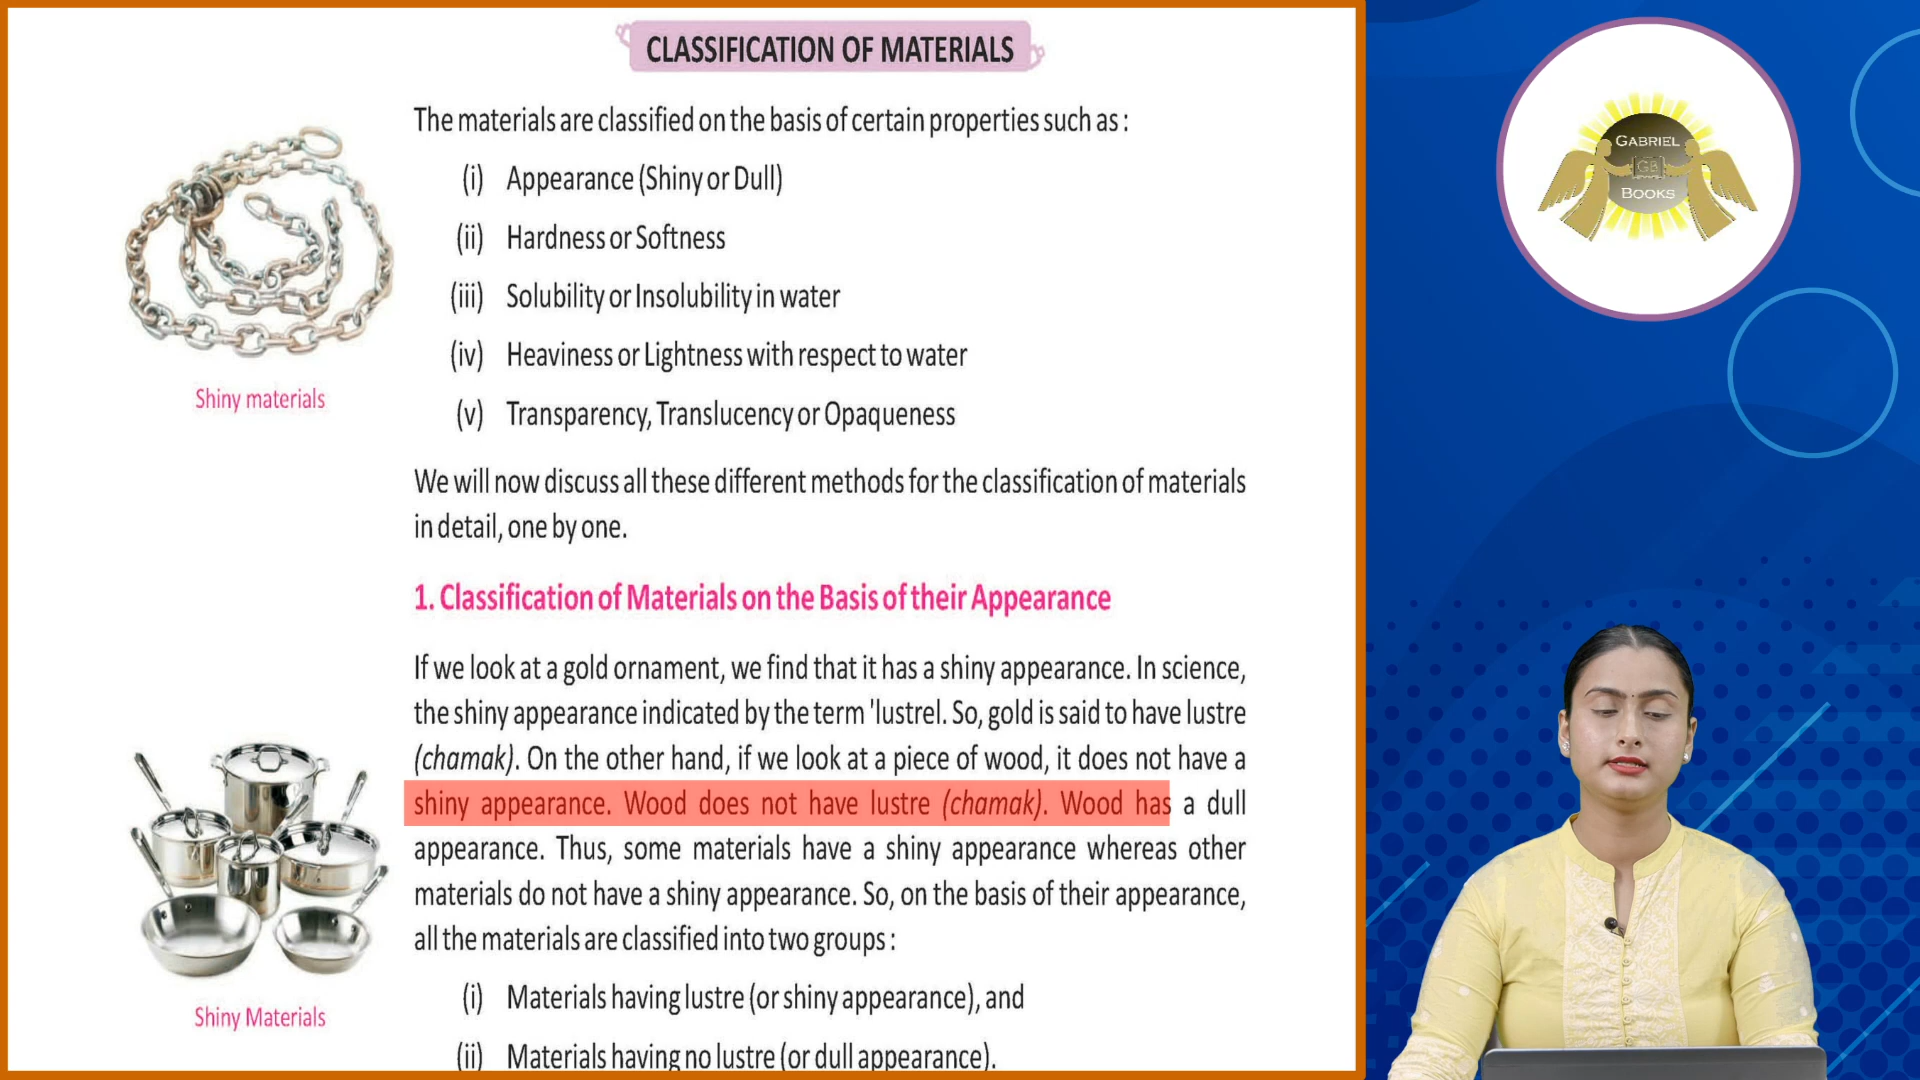 CLASSIFICATION OF MATERIALS
The materials are classified on the basis of certain properties such as :
(i) Appearance (Shiny or Dull)
(ii) Hardness or Softness
(iii) Solubility or Insolubility in water
(iv) Heaviness or Lightness with respect to water
(v) Transparency, Translucency or Opaqueness
Shiny materials
We will now discuss all these different methods for the classification of materials
in detail, one by one.
1. Classification of Materials on the Basis of their Appearance
If we look at a gold ornament, we find that it has a shiny appearance. In science,
the shiny appearance indicated by the term 'lustrel. So, gold is said to have lustre
(chamak). On the other hand, if we look at a piece of wood, it does not have a
shiny appearance. Wood does not have lustre (chamak). Wood has a dull
appearance. Thus, some materials have a shiny appearance whereas other
materials do not have a shiny appearance. So, on the basis of their appearance,
all the materials are classified into two groups :
(i) Materials having lustre (or shiny appearance), and
(ii) Materials having no lustre (or dull appearance).
Shiny Materials
GABRIEL
GB
BOOKS